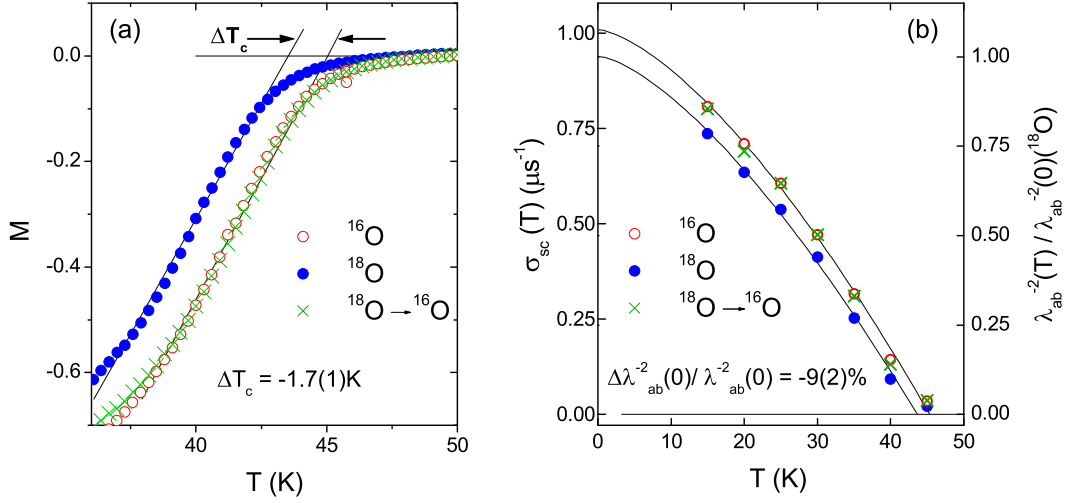 (a)
ΔT_c
0.0
-0.2
-0.4
-0.6
M
¹⁶O
¹⁸O
¹⁸O → ¹⁶O
ΔT_c = -1.7(1)K
40
45
50
T (K)
(b)
1.00
0.75
0.50
0.25
0.00
σ_sc (T) (μs⁻¹)
¹⁶O
¹⁸O
¹⁸O → ¹⁶O
Δλ⁻²_ab(0)/ λ⁻²_ab(0) = -9(2)%
0
10
20
30
40
50
T (K)
1.00
0.75
0.50
0.25
0.00
λ_ab⁻²(T) / λ_ab⁻²(0)(¹⁸O)